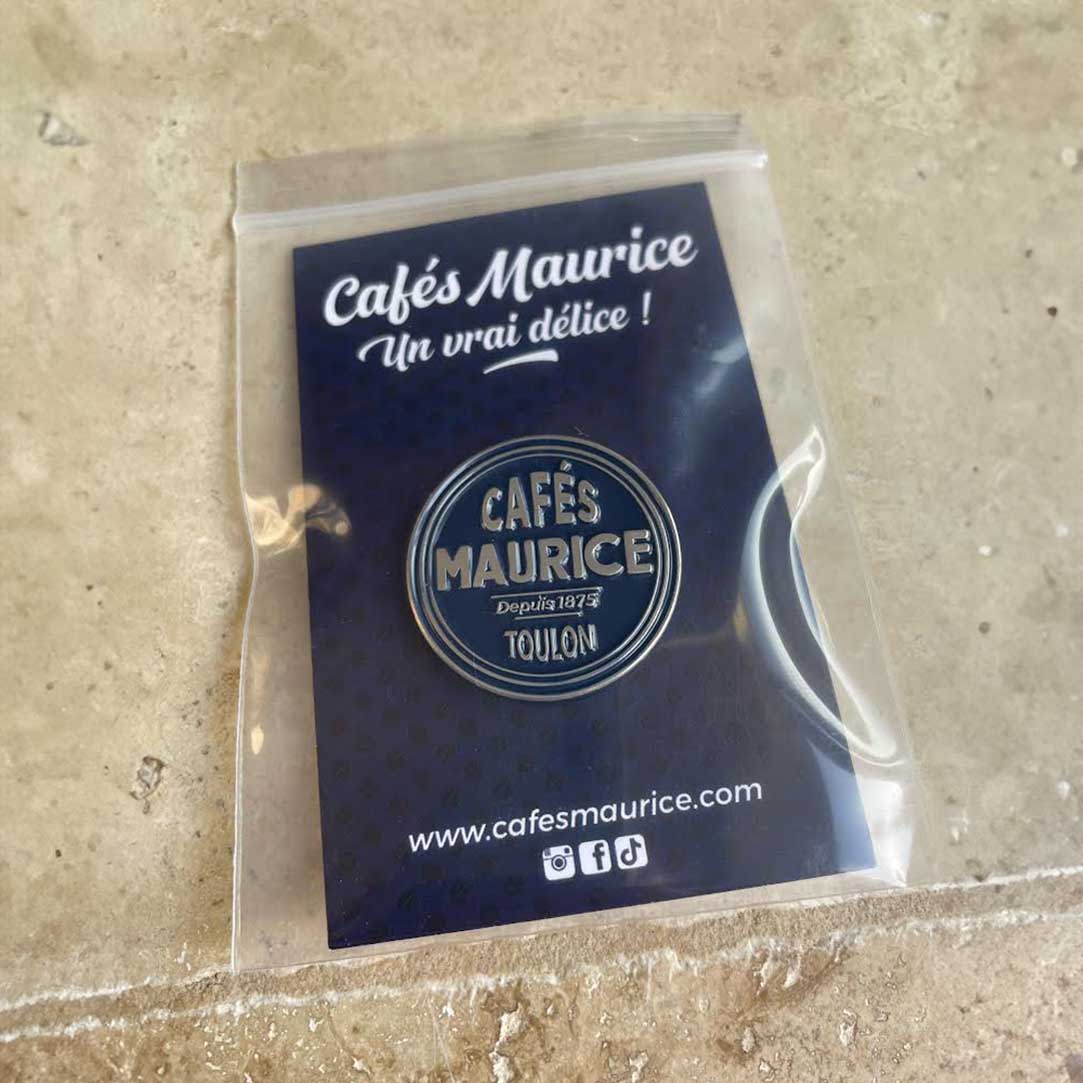 Cafés Maurice
Un vrai délice !
CAFÉS
MAURICE
Depuis 1875
TOULON
www.cafesmaurice.com